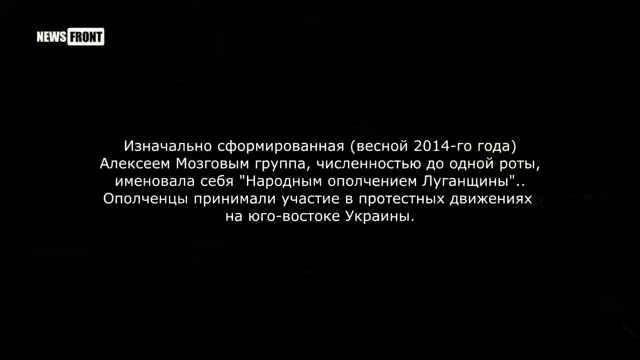 NEWS FRONT
Изначально сформированная (весной 2014-го года)
Алексеем Мозговым группа, численностью до одной роты,
именовала себя "Народным ополчением Луганщины"..
Ополченцы принимали участие в протестных движениях
на юго-востоке Украины.